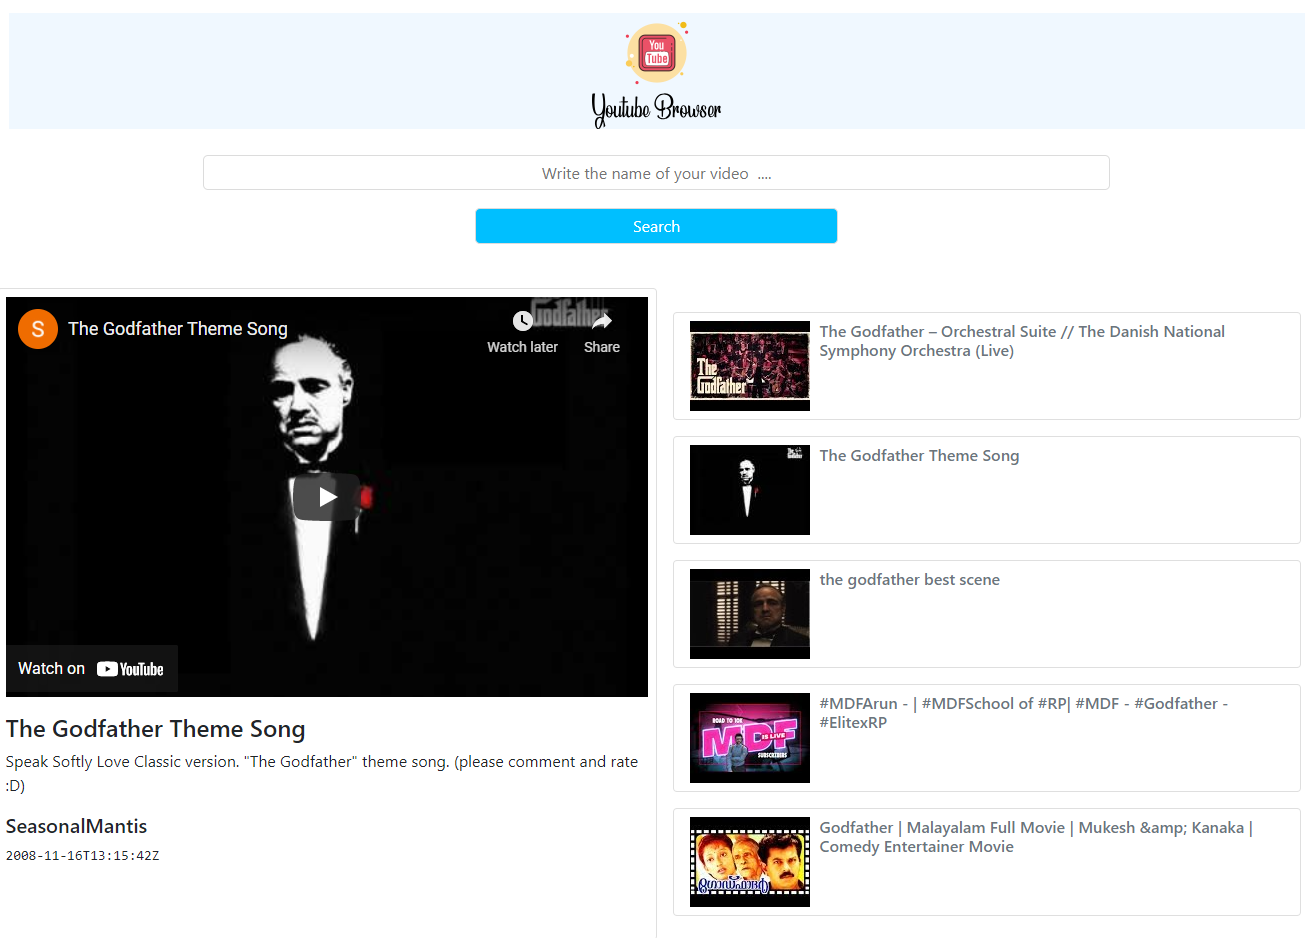 You
Tube
Youtube Browser
Write the name of your video ....
Search
S
The Godfather Theme Song
Godfather
Watch later
Share
Watch on YouTube
The Godfather Theme Song
Speak Softly Love Classic version. "The Godfather" theme song. (please comment and rate
:D)
SeasonalMantis
2008-11-16T13:15:42Z
The
Godfather
The Godfather – Orchestral Suite // The Danish National
Symphony Orchestra (Live)
The Godfather Theme Song
the godfather best scene
ROAD TO 10K
MDF
IS LIVE
SUBSCRIBERS
#MDFArun - | #MDFSchool of #RP| #MDF - #Godfather -
#ElitexRP
ഗോഡ്ഫാദർ
Godfather | Malayalam Full Movie | Mukesh &amp; Kanaka |
Comedy Entertainer Movie